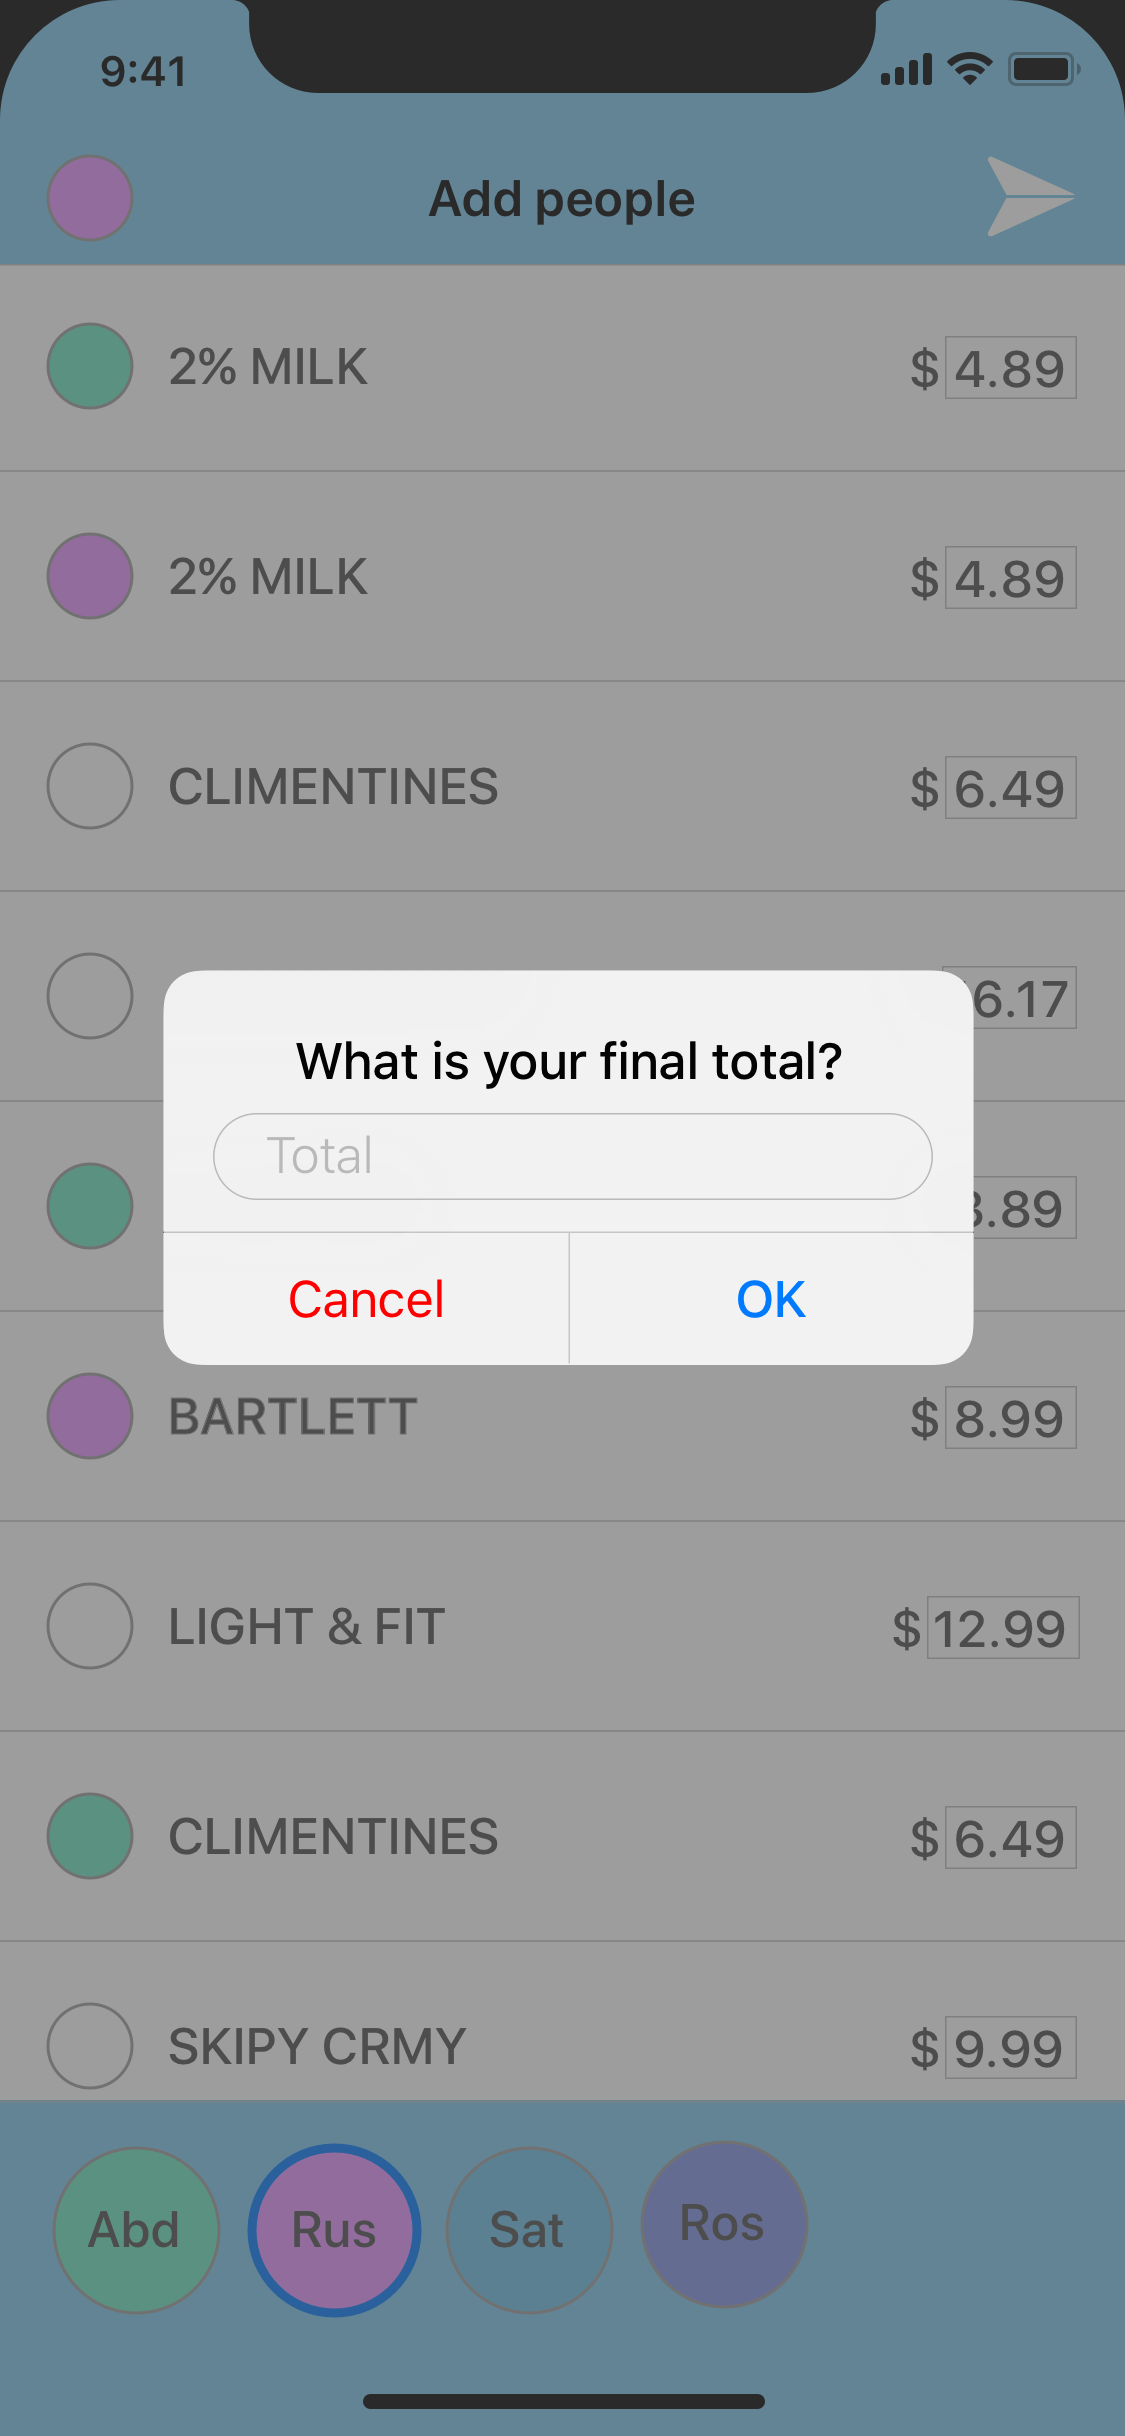 9:41
Add people
2% MILK $ 4.89
2% MILK $ 4.89
CLIMENTINES $ 6.49
6.17
What is your final total?
Total
.89
Cancel OK
BARTLETT $ 8.99
LIGHT & FIT $ 12.99
CLIMENTINES $ 6.49
SKIPY CRMY $ 9.99
Abd Rus Sat Ros